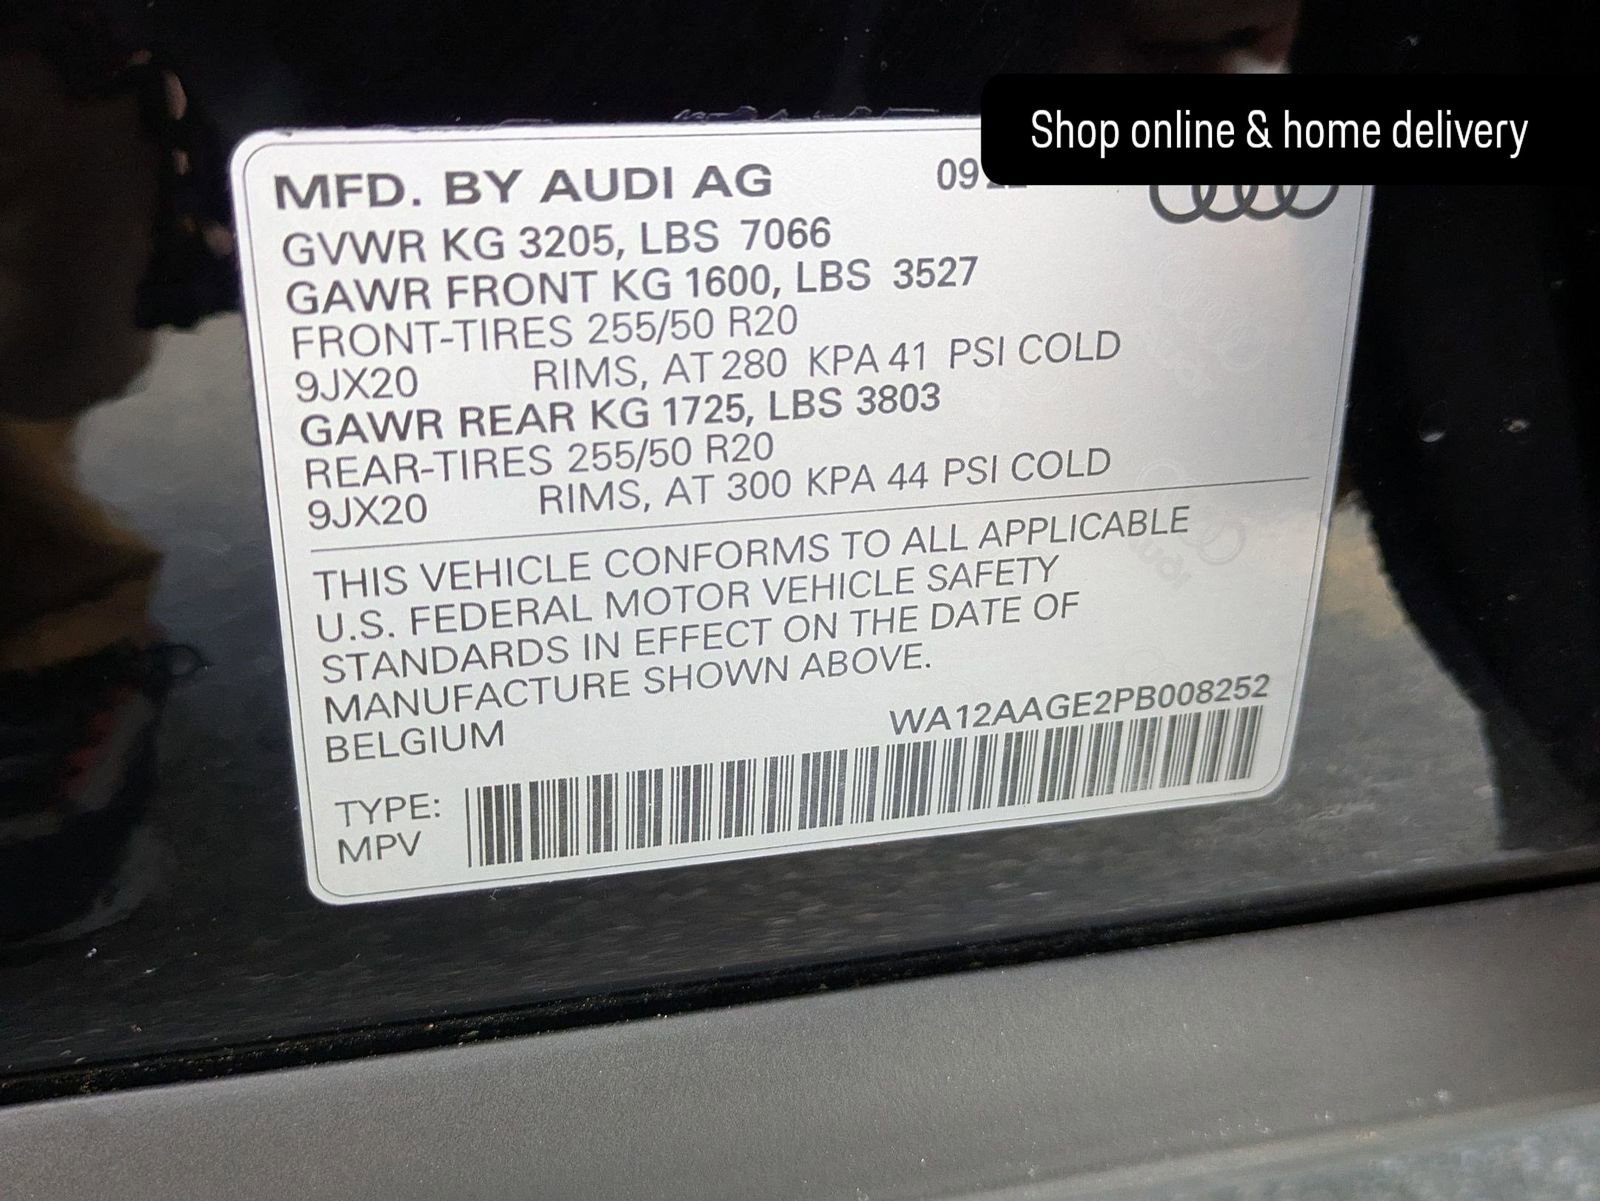 Shop online & home delivery
MFD. BY AUDI AG 09
GVWR KG 3205, LBS 7066
GAWR FRONT KG 1600, LBS 3527
FRONT-TIRES 255/50 R20
9JX20 RIMS, AT 280 KPA 41 PSI COLD
GAWR REAR KG 1725, LBS 3803
REAR-TIRES 255/50 R20
9JX20 RIMS, AT 300 KPA 44 PSI COLD
THIS VEHICLE CONFORMS TO ALL APPLICABLE
U.S. FEDERAL MOTOR VEHICLE SAFETY
STANDARDS IN EFFECT ON THE DATE OF
MANUFACTURE SHOWN ABOVE.
BELGIUM WA12AAGE2PB008252
TYPE:
MPV